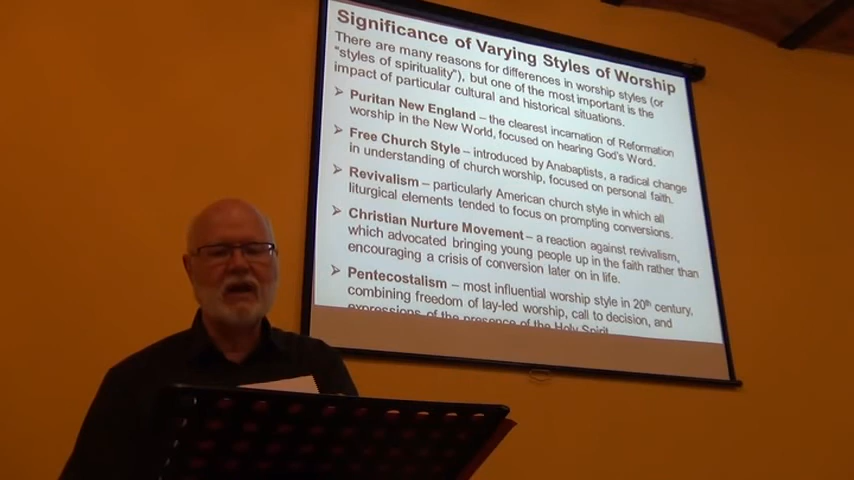 Significance of Varying Styles of Worship
There are many reasons for differences in worship styles (or
"styles of spirituality"), but one of the most important is the
impact of particular cultural and historical situations.
➢ Puritan New England – the clearest incarnation of Reformation
worship in the New World, focused on hearing God's Word.
➢ Free Church Style – introduced by Anabaptists, a radical change
in understanding of church worship, focused on personal faith.
➢ Revivalism – particularly American church style in which all
liturgical elements tended to focus on prompting conversions.
➢ Christian Nurture Movement – a reaction against revivalism,
which advocated bringing young people up in the faith rather than
encouraging a crisis of conversion later on in life.
➢ Pentecostalism – most influential worship style in 20th century,
combining freedom of lay-led worship, call to decision, and
expressions of the presence of the Holy Spirit